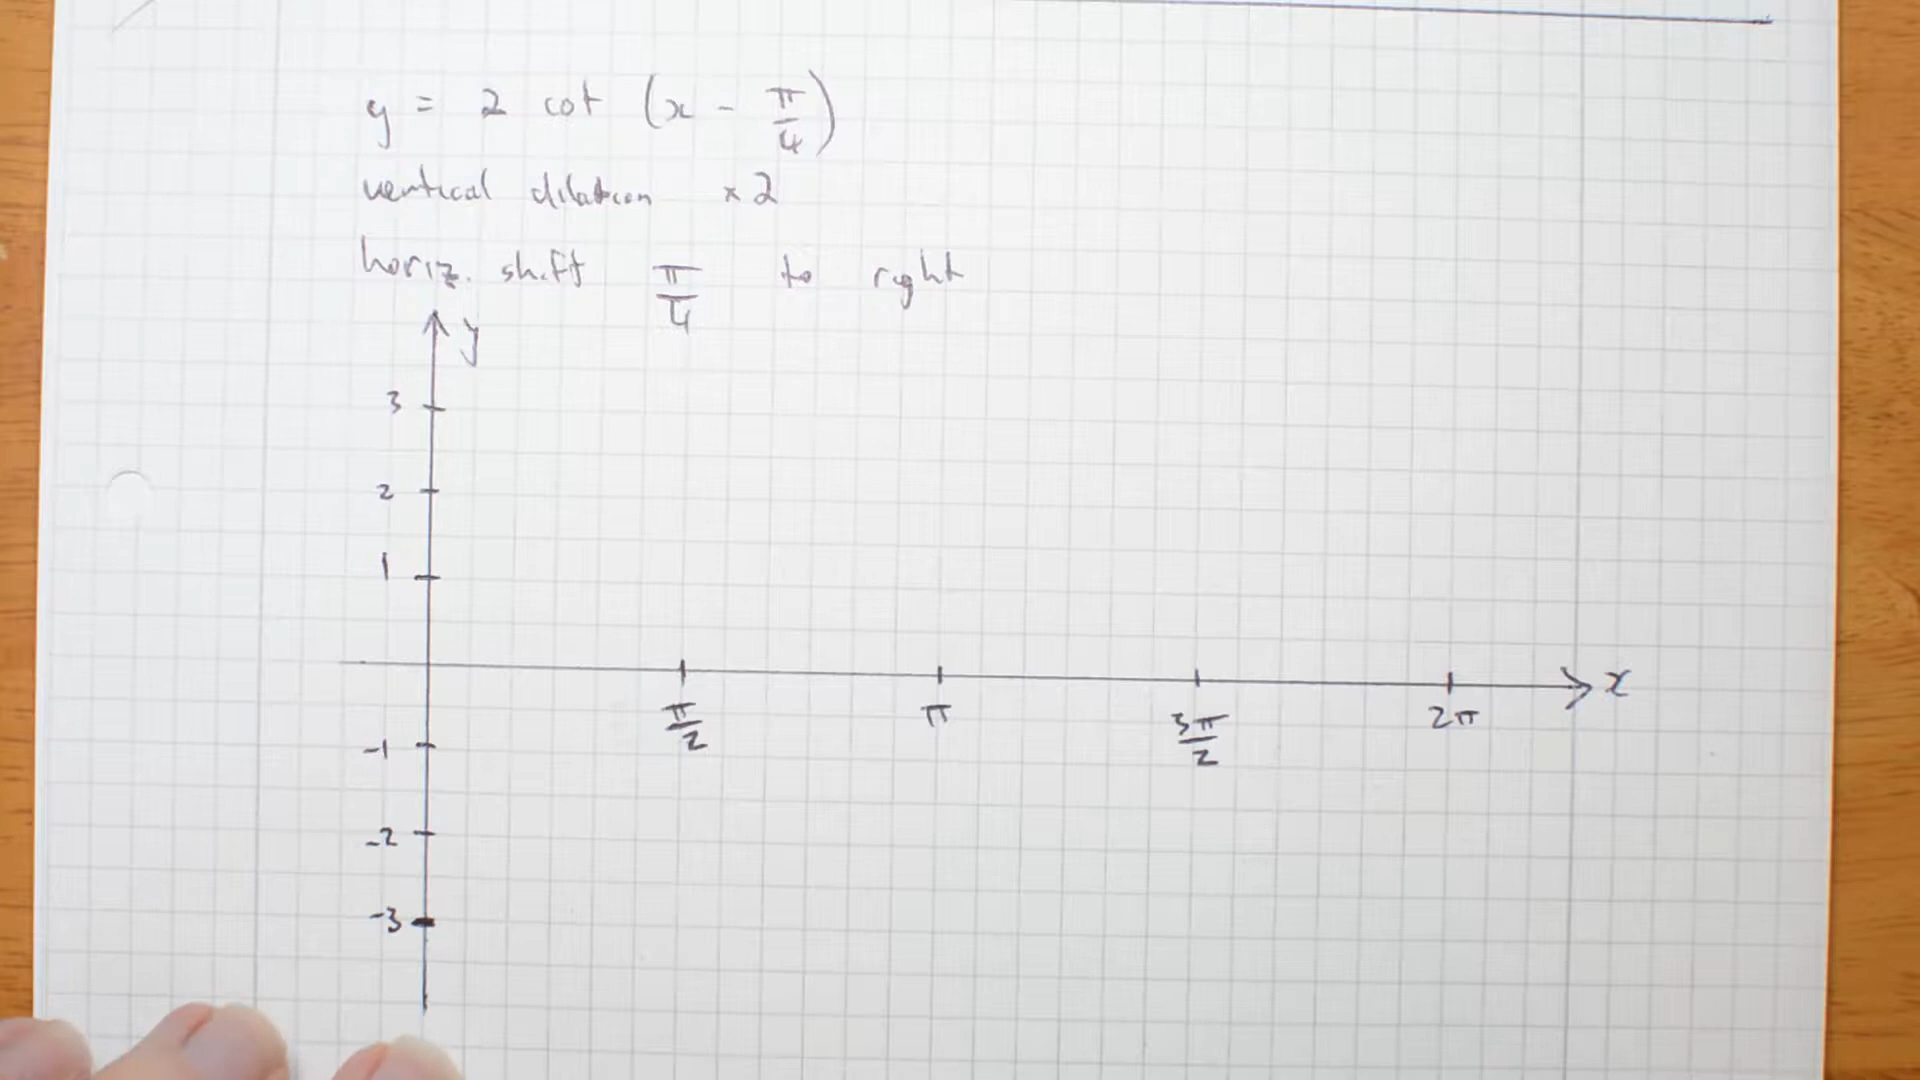 y = 2 cot (x - π/4)
vertical dilation ×2
horiz. shift π/4 to right
y
3
2
1
x
π/2 π 3π/2 2π
-1
-2
-3